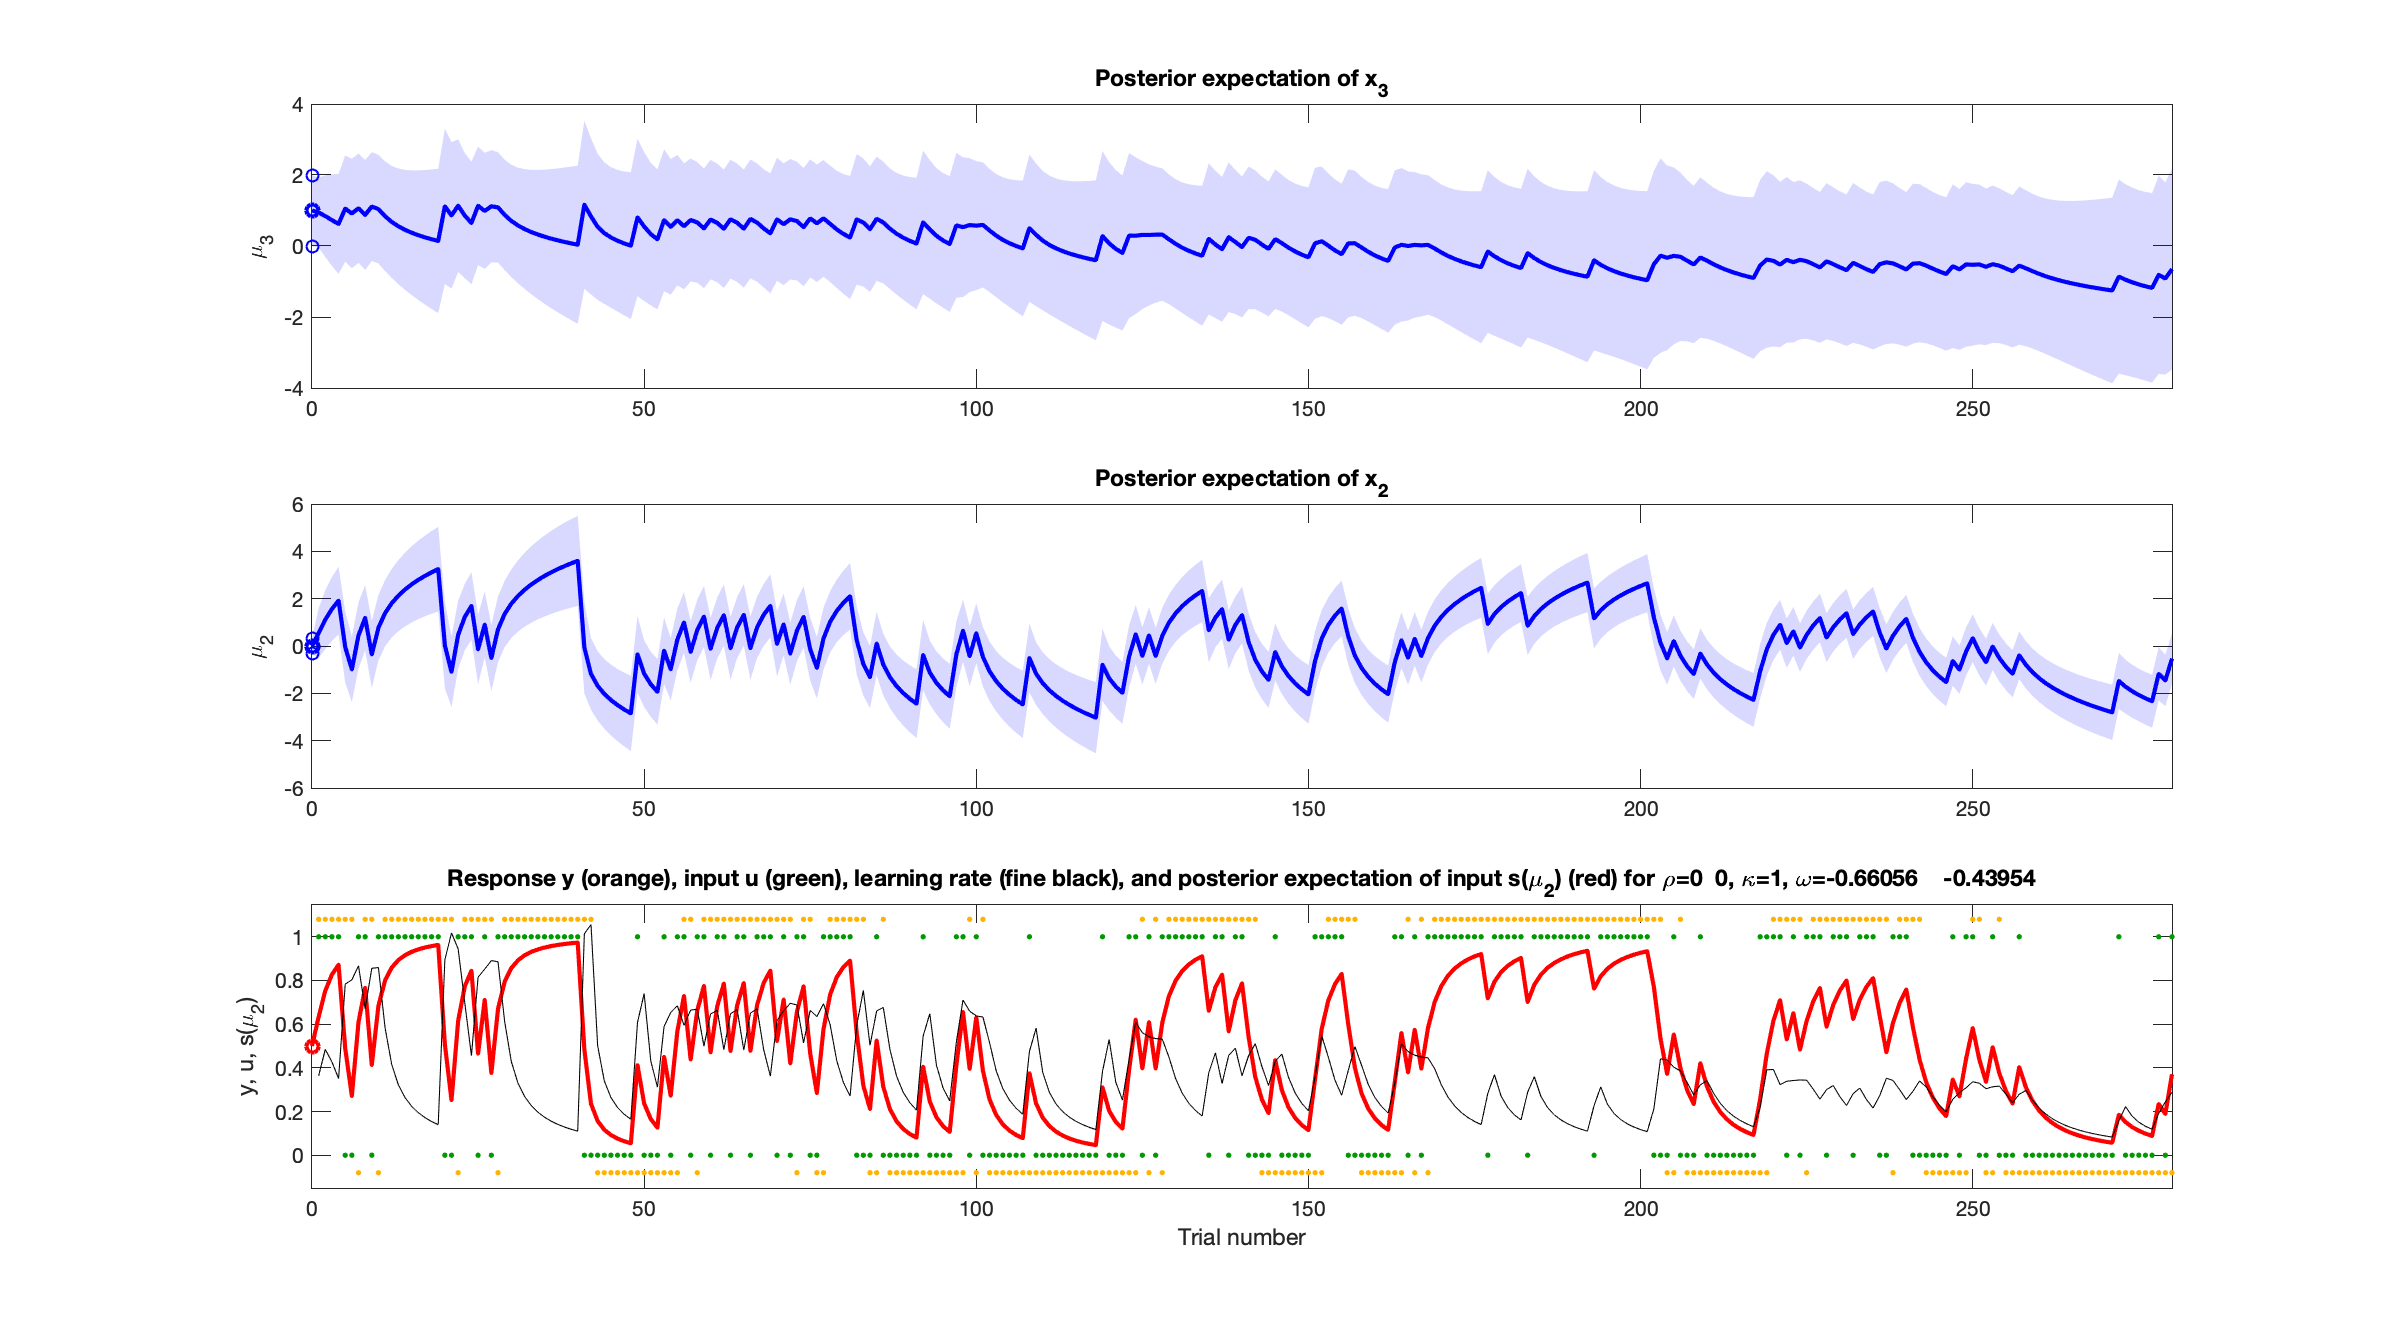 Posterior expectation of x3
4
2
0
-2
-4
μ3
0 50 100 150 200 250
Posterior expectation of x2
6
4
2
0
-2
-4
-6
μ2
0 50 100 150 200 250
Response y (orange), input u (green), learning rate (fine black), and posterior expectation of input s(μ2) (red) for ρ=0 0, κ=1, ω=-0.66056 -0.43954
1
0.8
0.6
0.4
0.2
0
y, u, s(μ2)
0 50 100 150 200 250
Trial number